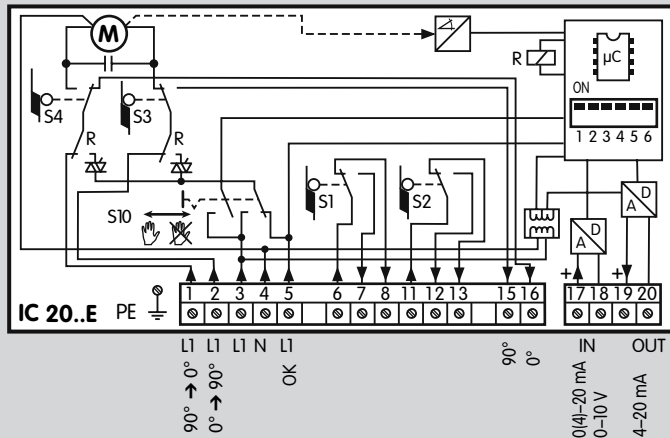 M
R
µC
ON
1 2 3 4 5 6
S4
S3
R
R
S1
S2
S10
A D
A D
+
+
1 2 3 4 5 6 7 8 11 12 13 15 16 17 18 19 20
IC 20..E
PE
L1 L1 L1 N L1
IN
OUT
90° → 0°
0° → 90°
OK
90°
0°
0(4)–20 mA
0–10 V
4–20 mA